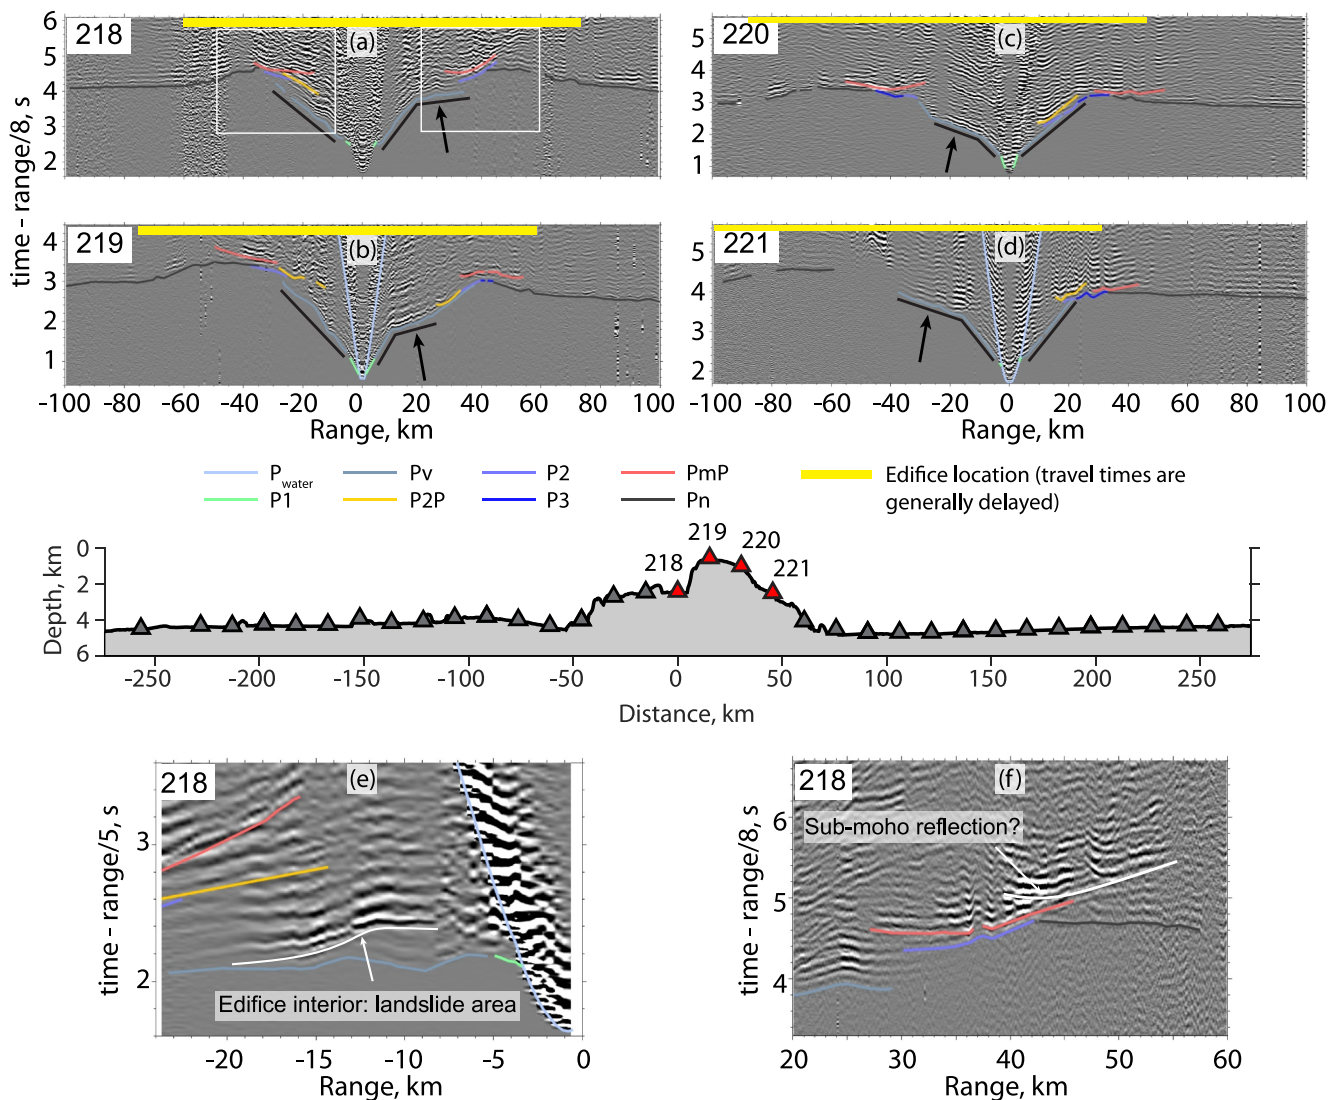 218
(a)
6
5
4
3
2
220
(c)
5
4
3
2
1
time - range/8, s
219
(b)
4
3
2
1
-100 -80 -60 -40 -20 0 20 40 60 80 100
Range, km
221
(d)
5
4
3
2
-100 -80 -60 -40 -20 0 20 40 60 80 100
Range, km
Pwater
Pv
P2
PmP
Edifice location (travel times are
generally delayed)
P1
P2P
P3
Pn
219
220
218
221
Depth, km
0
2
4
6
-250 -200 -150 -100 -50 0 50 100 150 200 250
Distance, km
218
(e)
time - range/5, s
3
2
Edifice interior: landslide area
-20 -15 -10 -5 0
Range, km
218
(f)
time - range/8, s
6
5
4
Sub-moho reflection?
20 30 40 50 60
Range, km